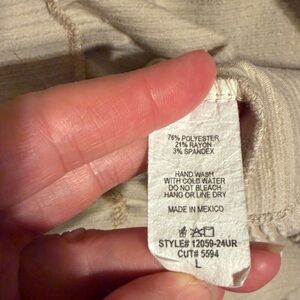 76% POLYESTER
21% RAYON
3% SPANDEX
HAND WASH
WITH COLD WATER
DO NOT BLEACH
HANG OR LINE DRY
MADE IN MEXICO
STYLE# 12059-24UR
CUT# 5594
L